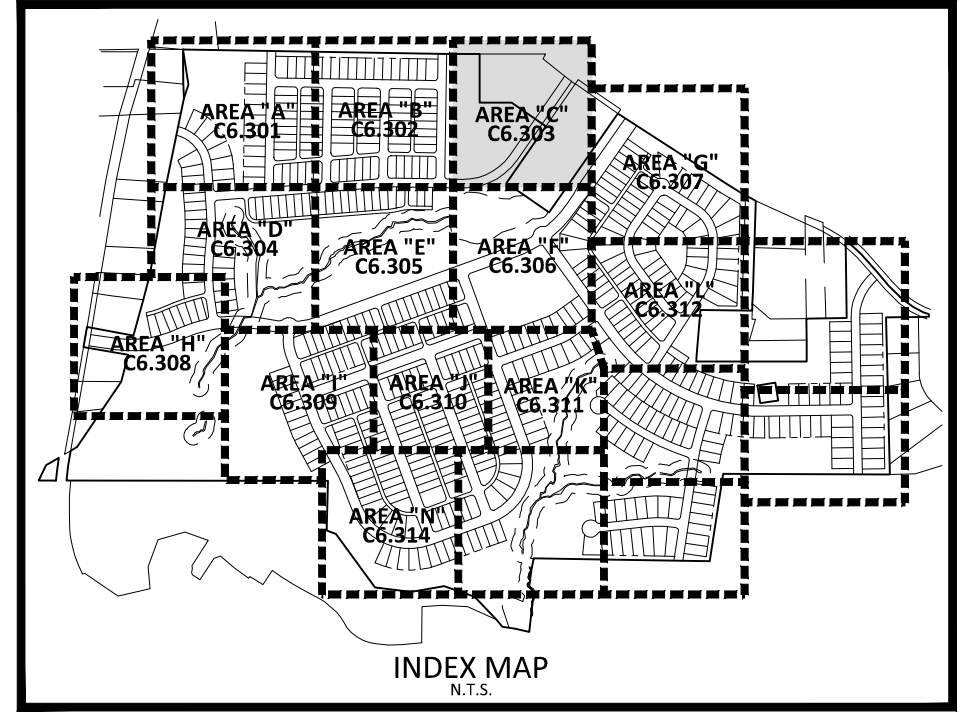 AREA "A"
C6.301
AREA "B"
C6.302
AREA "C"
C6.303
AREA "G"
C6.307
AREA "D"
C6.304
AREA "E"
C6.305
AREA "F"
C6.306
AREA "L"
C6.312
AREA "H"
C6.308
AREA "I"
C6.309
AREA "J"
C6.310
AREA "K"
C6.311
AREA "N"
C6.314
INDEX MAP
N.T.S.